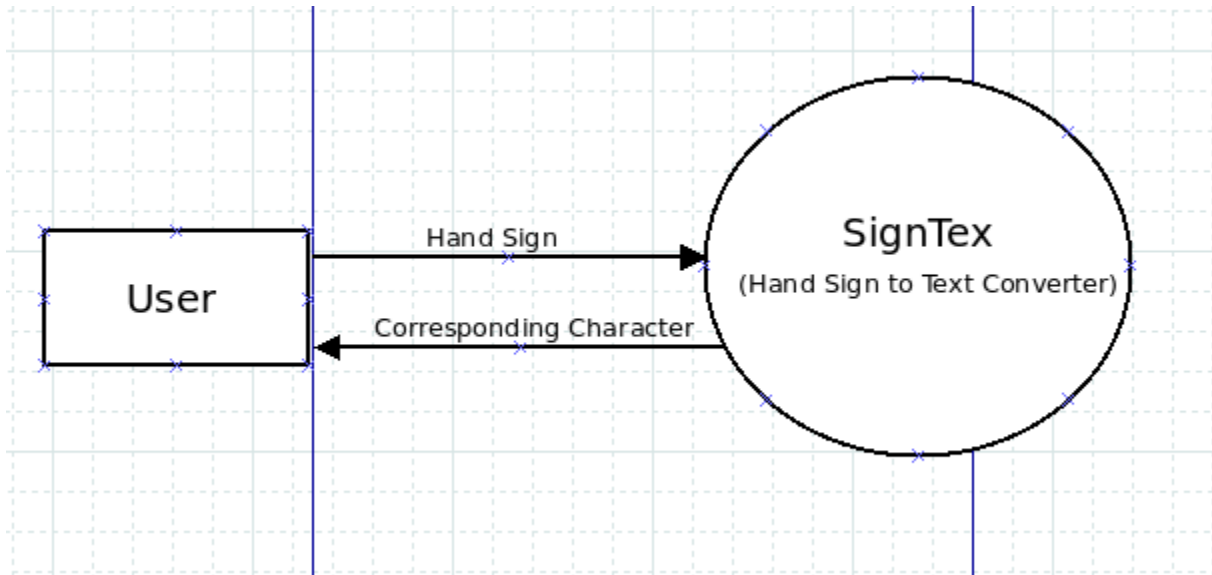 Hand Sign
User
Corresponding Character
SignTex
(Hand Sign to Text Converter)